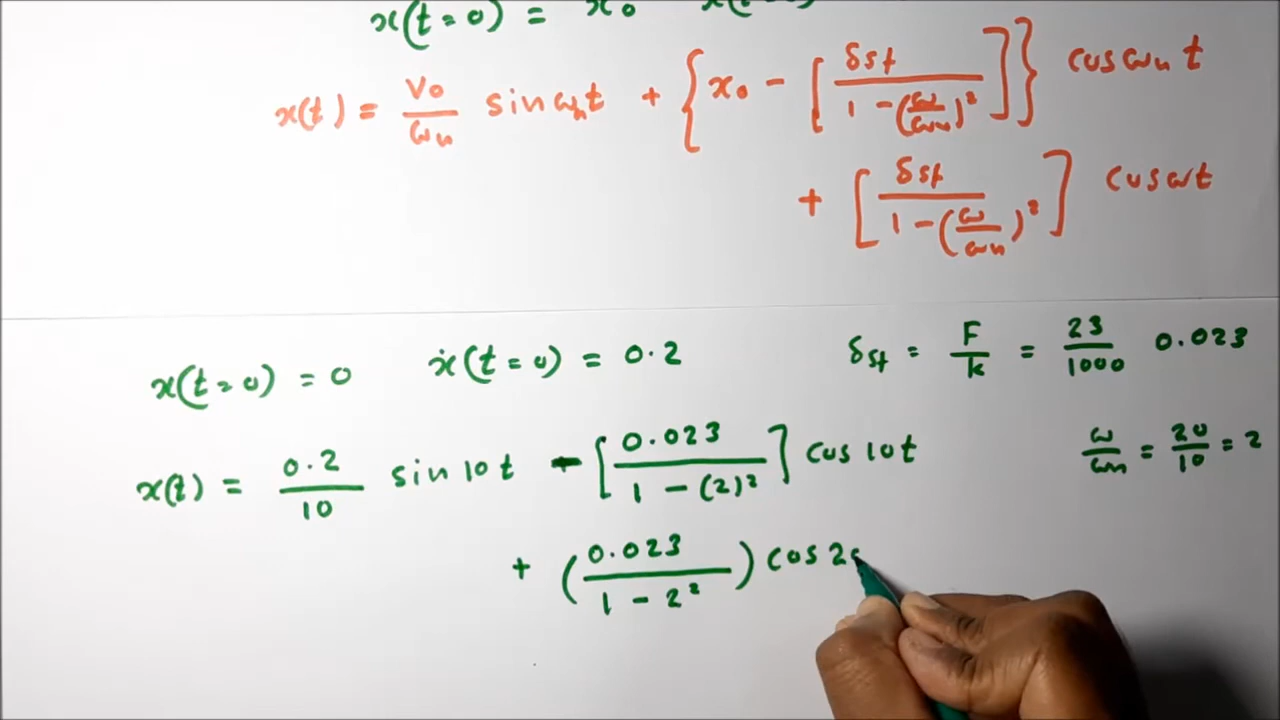 x(t=0) = x₀
x(t) = V₀/ωₙ sin ωₙt + { x₀ − [ δst / 1 − (ω/ωₙ)² ] } cos ωₙ t
+ [ δst / 1 − (ω/ωₙ)² ] cos ωt
x(t=0) = 0 ẋ(t=0) = 0.2 δst = F/k = 23/1000 0.023
x(t) = 0.2/10 sin 10t - [ 0.023 / 1 − (2)² ] cos 10t ω/ωₙ = 20/10 = 2
+ ( 0.023 / 1 − 2² ) cos 2